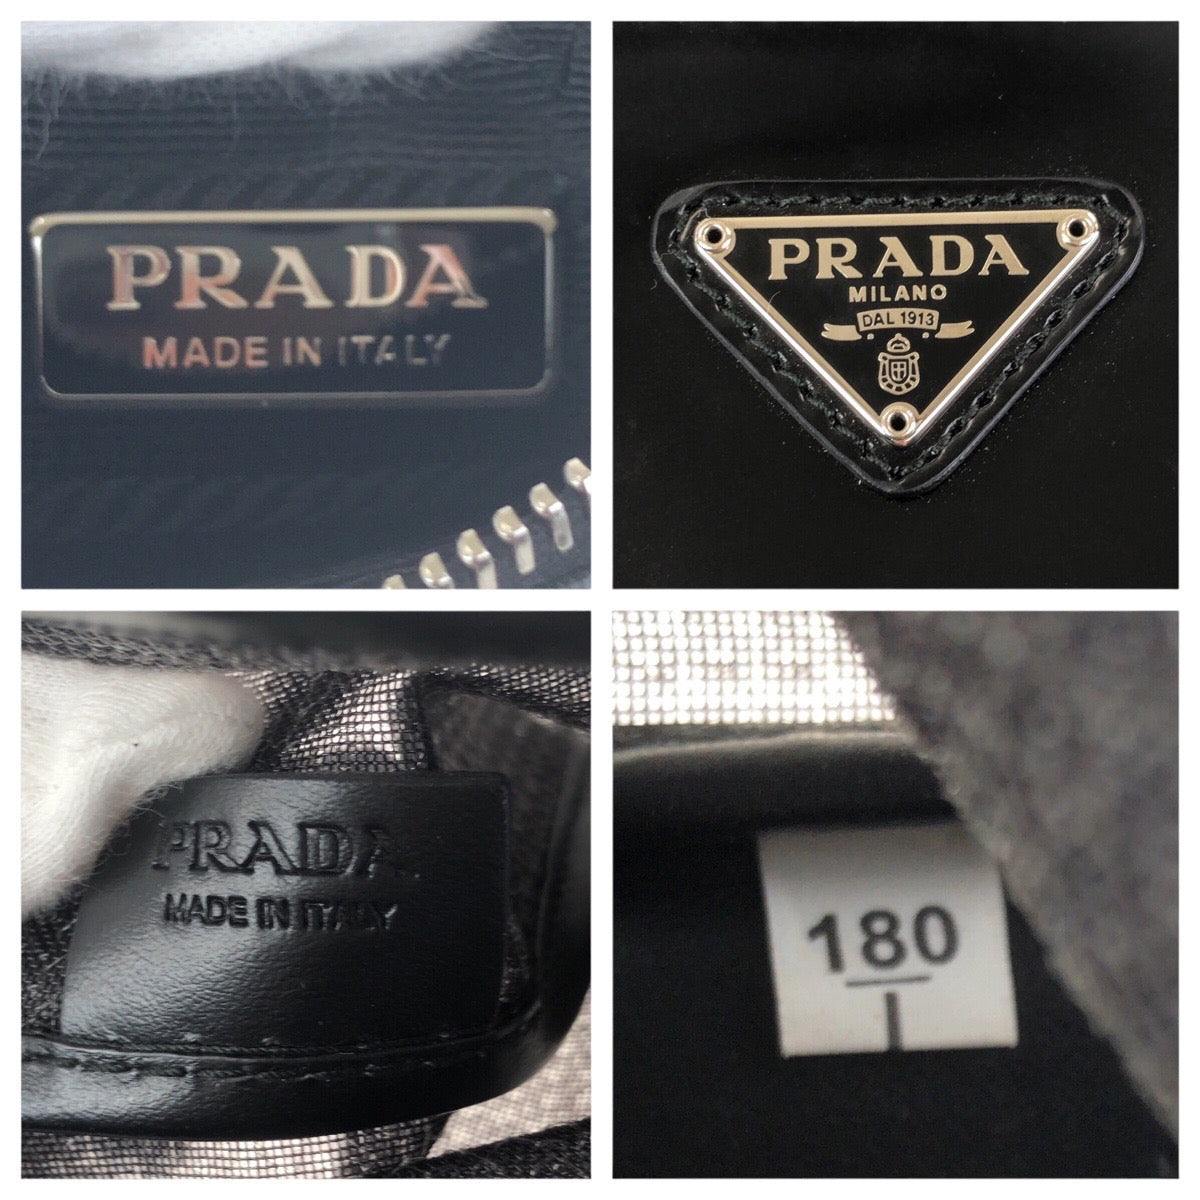 PRADA
MADE IN ITALY
PRADA
MILANO
DAL 1913
PRADA
MADE IN ITALY
180